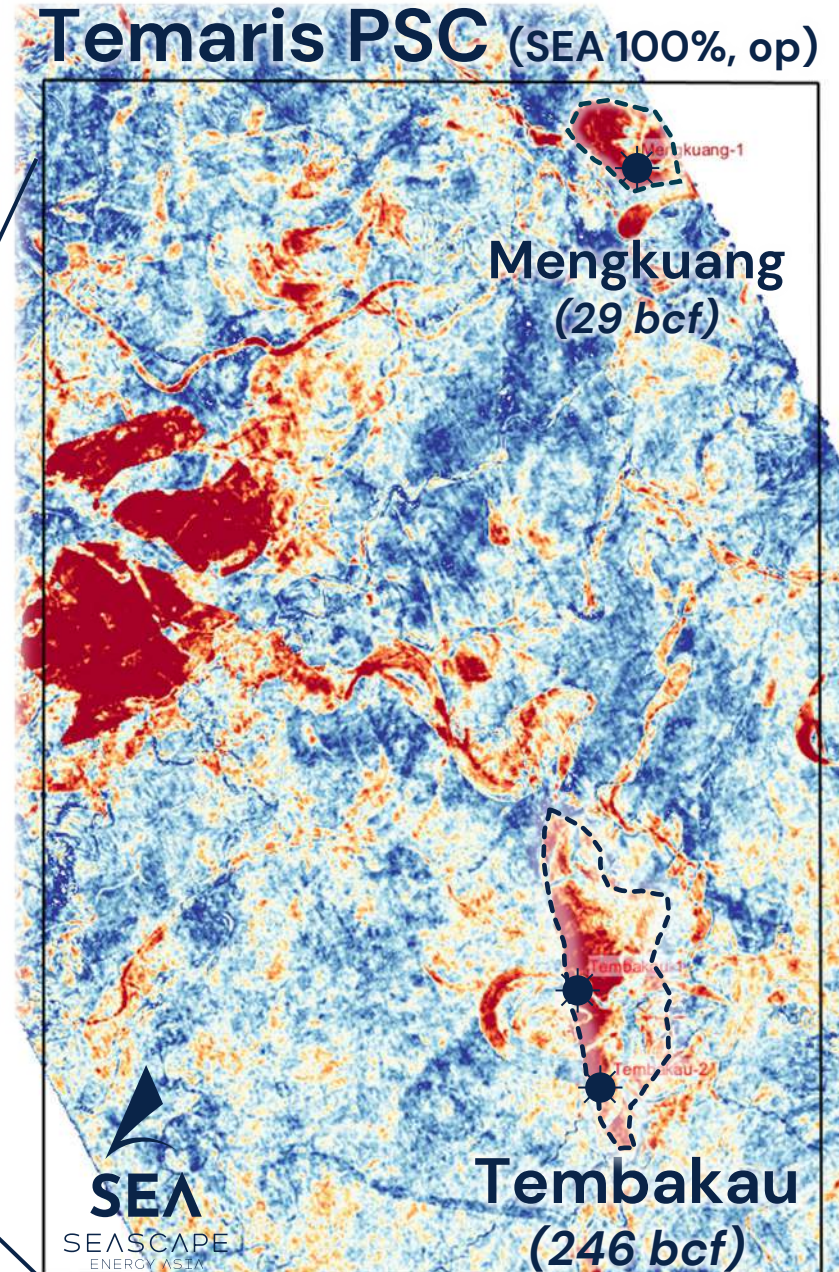 Temaris PSC (SEA 100%, op)
Mengkuang-1
Mengkuang
(29 bcf)
Tembakau-1
Tembakau-2
SEA
SEASCAPE
ENERGY ASIA
Tembakau
(246 bcf)